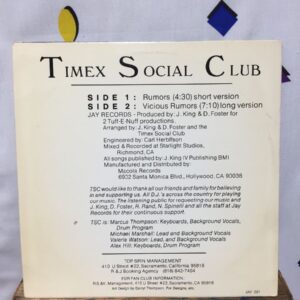 TIMEX SOCIAL CLUB
SIDE 1: Rumors (4:30) short version
SIDE 2: Vicious Rumors (7:10) long version
JAY RECORDS - Produced by: J. King & D. Foster for
2 Tuff-E-Nuff productions
Arranged by: J. King & D. Foster and the
Timex Social Club
Engineered by: Carl Herbilfson
Mixed & Recorded at Starlight Studios,
Richmond, CA
All songs published by: J. King IV Publishing BMI
Manufactured and Distributed by:
Macola Records
6902 Santa Monica Blvd., Hollywood, CA 90038
TSC would like to thank all our friends and family for believing
in and supporting us. All DJ's across the country for playing
our music. The listening public for requesting our music and
J. King, D. Foster, R. Rand, N. Spinelli and all the staff at Jay
Records for their continuous support.
TSC is: Marcus Thompson: Keyboards, Background Vocals,
Drum Program
Michael Marshall: Lead and Background Vocals
Valerie Watson: Lead and Background Vocals
Alex Hill: Keyboards, Drum Program
TOP SPIN MANAGEMENT
410 U Street #23, Sacramento, California 95818
R & J Booking Agency (916) 842-7404
FOR FAN CLUB INFORMATION:
410 U Street #23, Sacramento, CA 95818